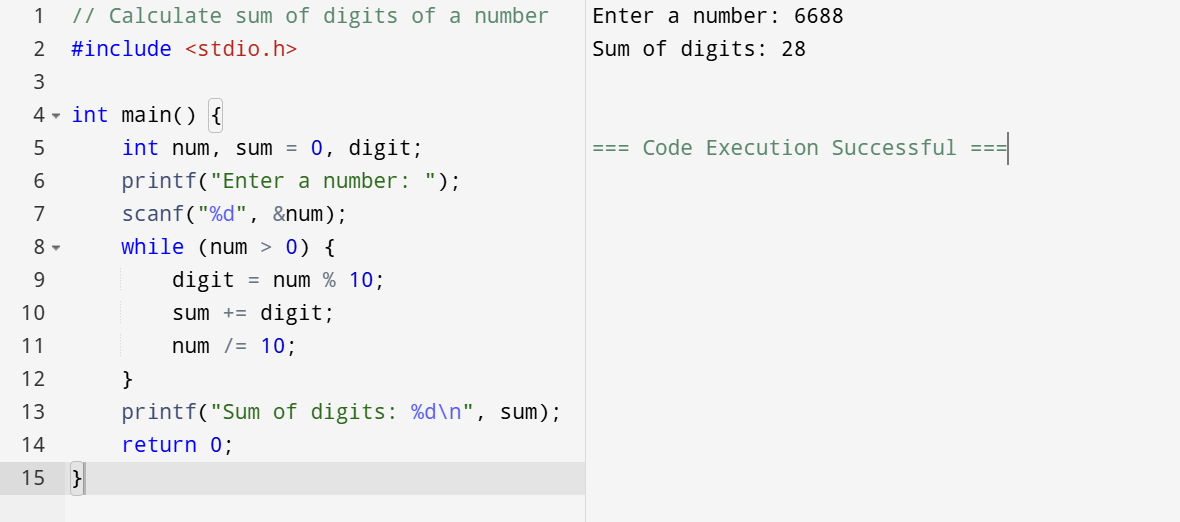 1 // Calculate sum of digits of a number
2 #include <stdio.h>
3
4 int main() {
5     int num, sum = 0, digit;
6     printf("Enter a number: ");
7     scanf("%d", &num);
8     while (num > 0) {
9         digit = num % 10;
10         sum += digit;
11         num /= 10;
12     }
13     printf("Sum of digits: %d\n", sum);
14     return 0;
15 }
Enter a number: 6688
Sum of digits: 28
=== Code Execution Successful ===